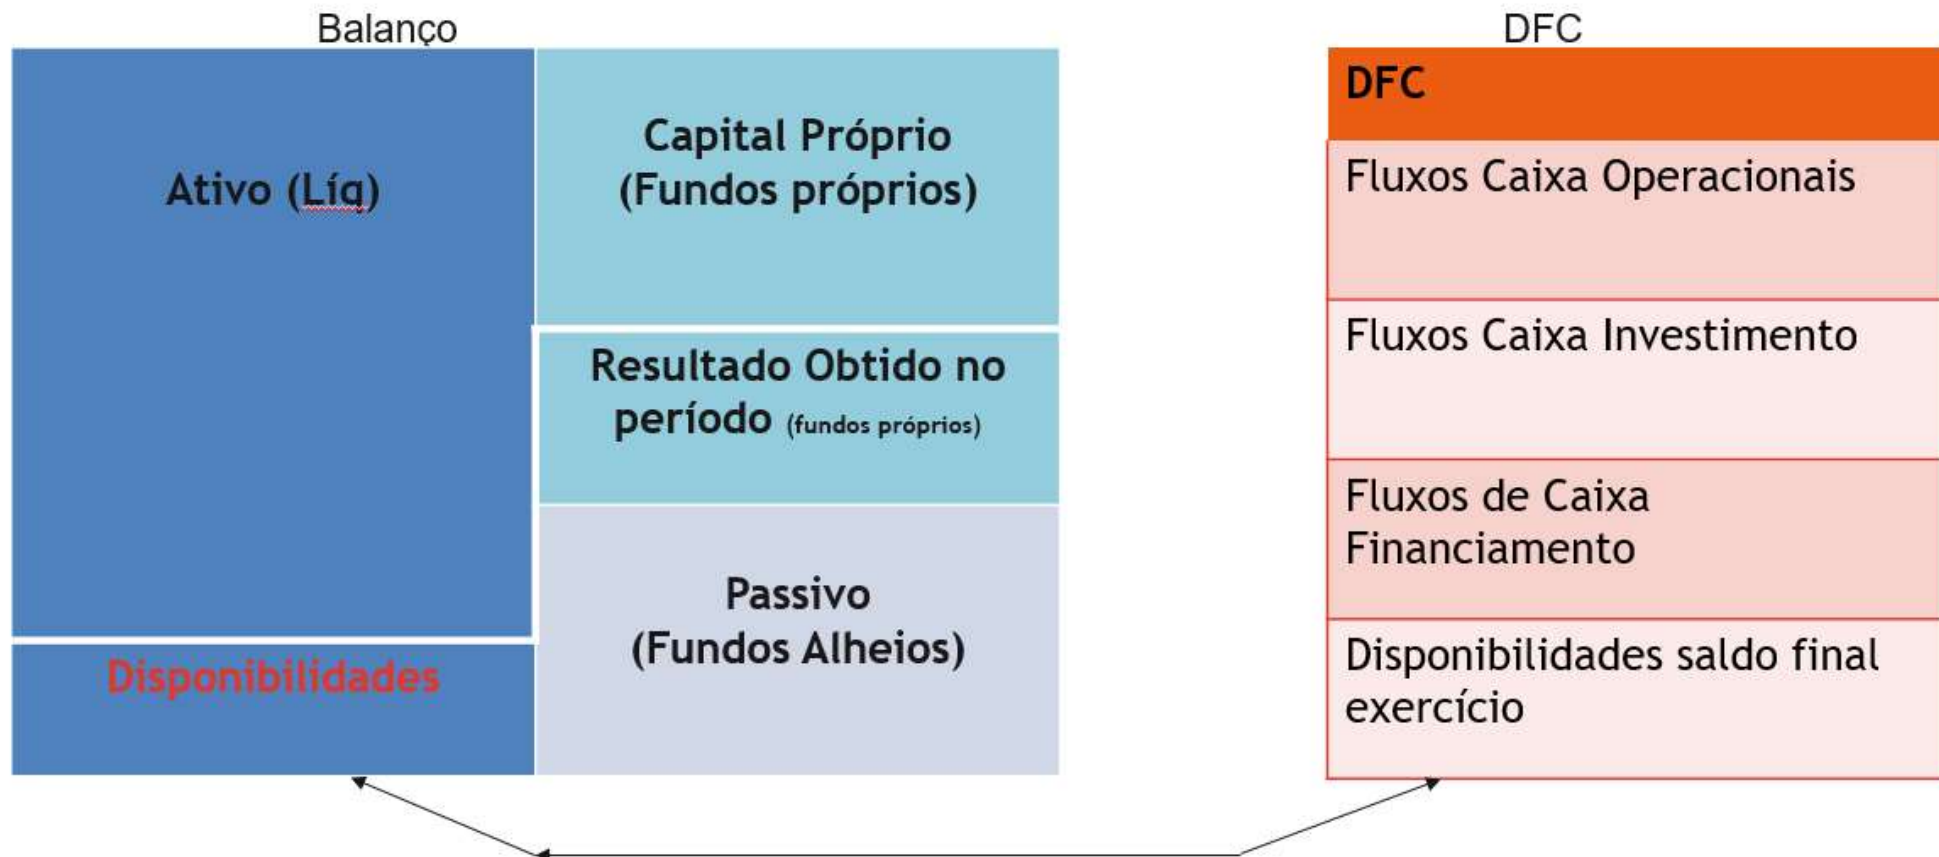 Balanço
Ativo (Líq)
Disponibilidades
Capital Próprio
(Fundos próprios)
Resultado Obtido no
período (fundos próprios)
Passivo
(Fundos Alheios)
DFC
DFC
Fluxos Caixa Operacionais
Fluxos Caixa Investimento
Fluxos de Caixa
Financiamento
Disponibilidades saldo final
exercício